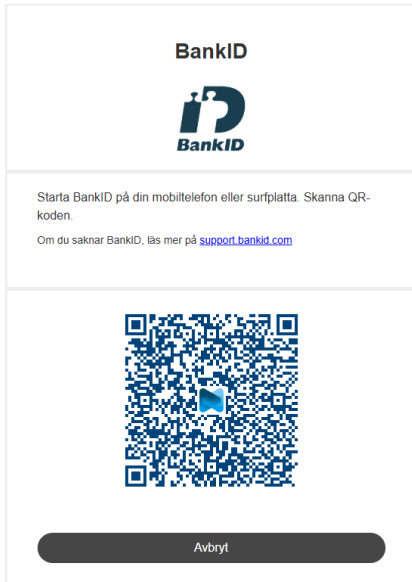 BankID
BankID
Starta BankID på din mobiltelefon eller surfplatta. Skanna QR-
koden.
Om du saknar BankID, läs mer på support.bankid.com
Avbryt